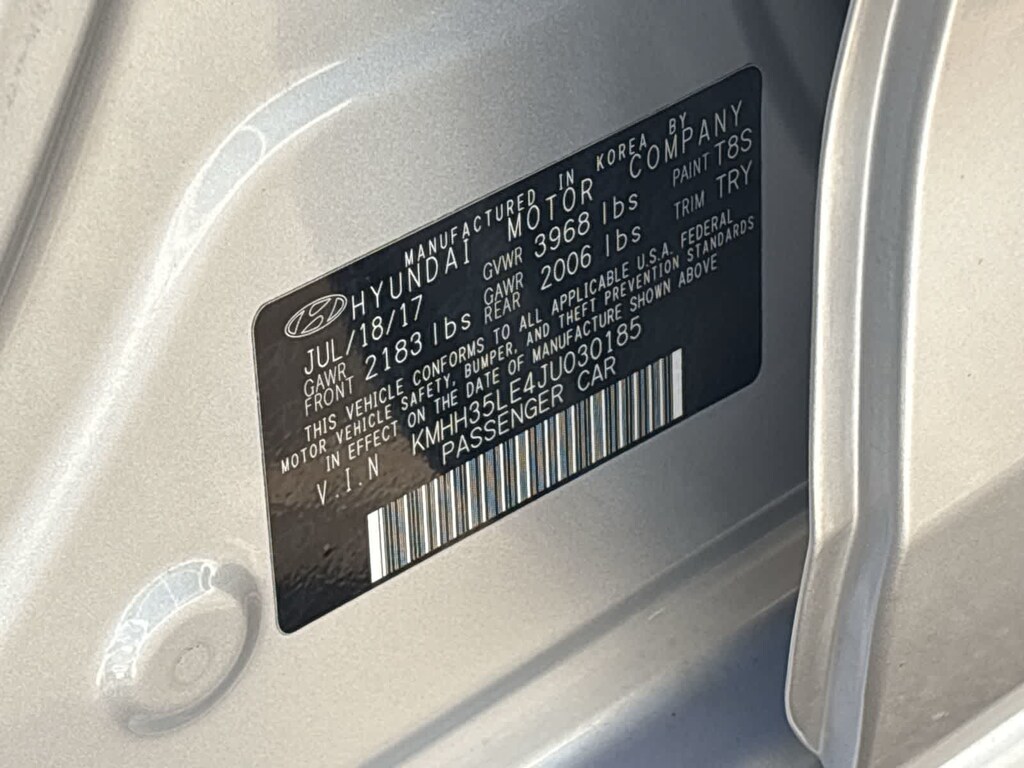 MANUFACTURED IN KOREA BY
HYUNDAI MOTOR COMPANY
JUL/18/17 GVWR 3968 lbs PAINT T8S
GAWR FRONT 2183 lbs GAWR REAR 2006 lbs TRIM TRY
THIS VEHICLE CONFORMS TO ALL APPLICABLE U.S.A. FEDERAL
MOTOR VEHICLE SAFETY, BUMPER, AND THEFT PREVENTION STANDARDS
IN EFFECT ON THE DATE OF MANUFACTURE SHOWN ABOVE
V.I.N KMHH35LE4JU030185
PASSENGER CAR